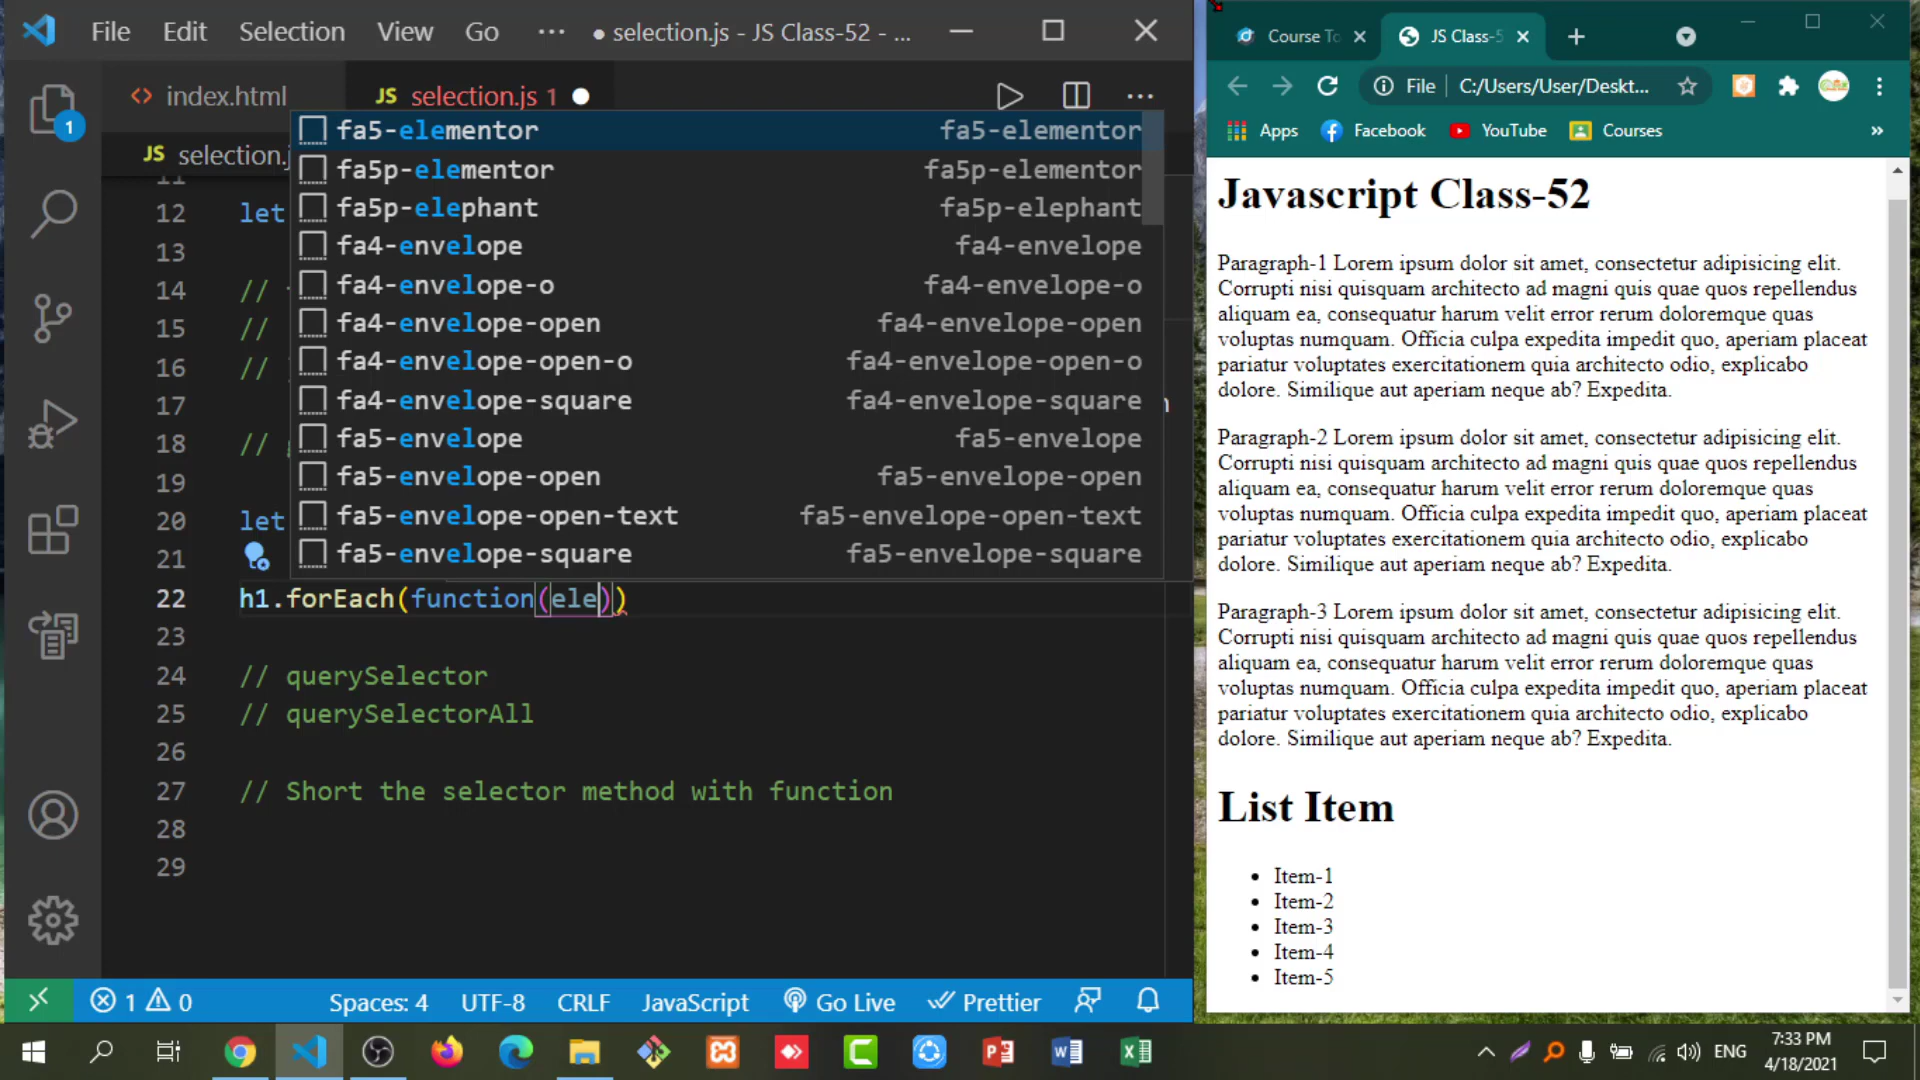 File Edit Selection View Go ··· ● selection.js - JS Class-52 - ...
index.html JS selection.js 1
1
JS selection.j
fa5-elementor fa5-elementor
fa5p-elementor fa5p-elementor
fa5p-elephant fa5p-elephant
fa4-envelope fa4-envelope
fa4-envelope-o fa4-envelope-o
fa4-envelope-open fa4-envelope-open
fa4-envelope-open-o fa4-envelope-open-o
fa4-envelope-square fa4-envelope-square
fa5-envelope fa5-envelope
fa5-envelope-open fa5-envelope-open
fa5-envelope-open-text fa5-envelope-open-text
fa5-envelope-square fa5-envelope-square
11
12 let
13
14 //
15 //
16 //
17
18 //
19
20 let
21
22 h1.forEach(function(ele))
23
24 // querySelector
25 // querySelectorAll
26
27 // Short the selector method with function
28
29
1 0 Spaces: 4 UTF-8 CRLF JavaScript Go Live Prettier
Course To JS Class-5
File C:/Users/User/Deskt...
Apps Facebook YouTube Courses »
Javascript Class-52
Paragraph-1 Lorem ipsum dolor sit amet, consectetur adipisicing elit.
Corrupti nisi quisquam architecto ad magni quis quae quos repellendus
aliquam ea, consequatur harum velit error rerum doloremque quas
voluptas numquam. Officia culpa expedita impedit quo, aperiam placeat
pariatur voluptates exercitationem quia architecto odio, explicabo
dolore. Similique aut aperiam neque ab? Expedita.
Paragraph-2 Lorem ipsum dolor sit amet, consectetur adipisicing elit.
Corrupti nisi quisquam architecto ad magni quis quae quos repellendus
aliquam ea, consequatur harum velit error rerum doloremque quas
voluptas numquam. Officia culpa expedita impedit quo, aperiam placeat
pariatur voluptates exercitationem quia architecto odio, explicabo
dolore. Similique aut aperiam neque ab? Expedita.
Paragraph-3 Lorem ipsum dolor sit amet, consectetur adipisicing elit.
Corrupti nisi quisquam architecto ad magni quis quae quos repellendus
aliquam ea, consequatur harum velit error rerum doloremque quas
voluptas numquam. Officia culpa expedita impedit quo, aperiam placeat
pariatur voluptates exercitationem quia architecto odio, explicabo
dolore. Similique aut aperiam neque ab? Expedita.
List Item
• Item-1
• Item-2
• Item-3
• Item-4
• Item-5
ENG 7:33 PM
4/18/2021